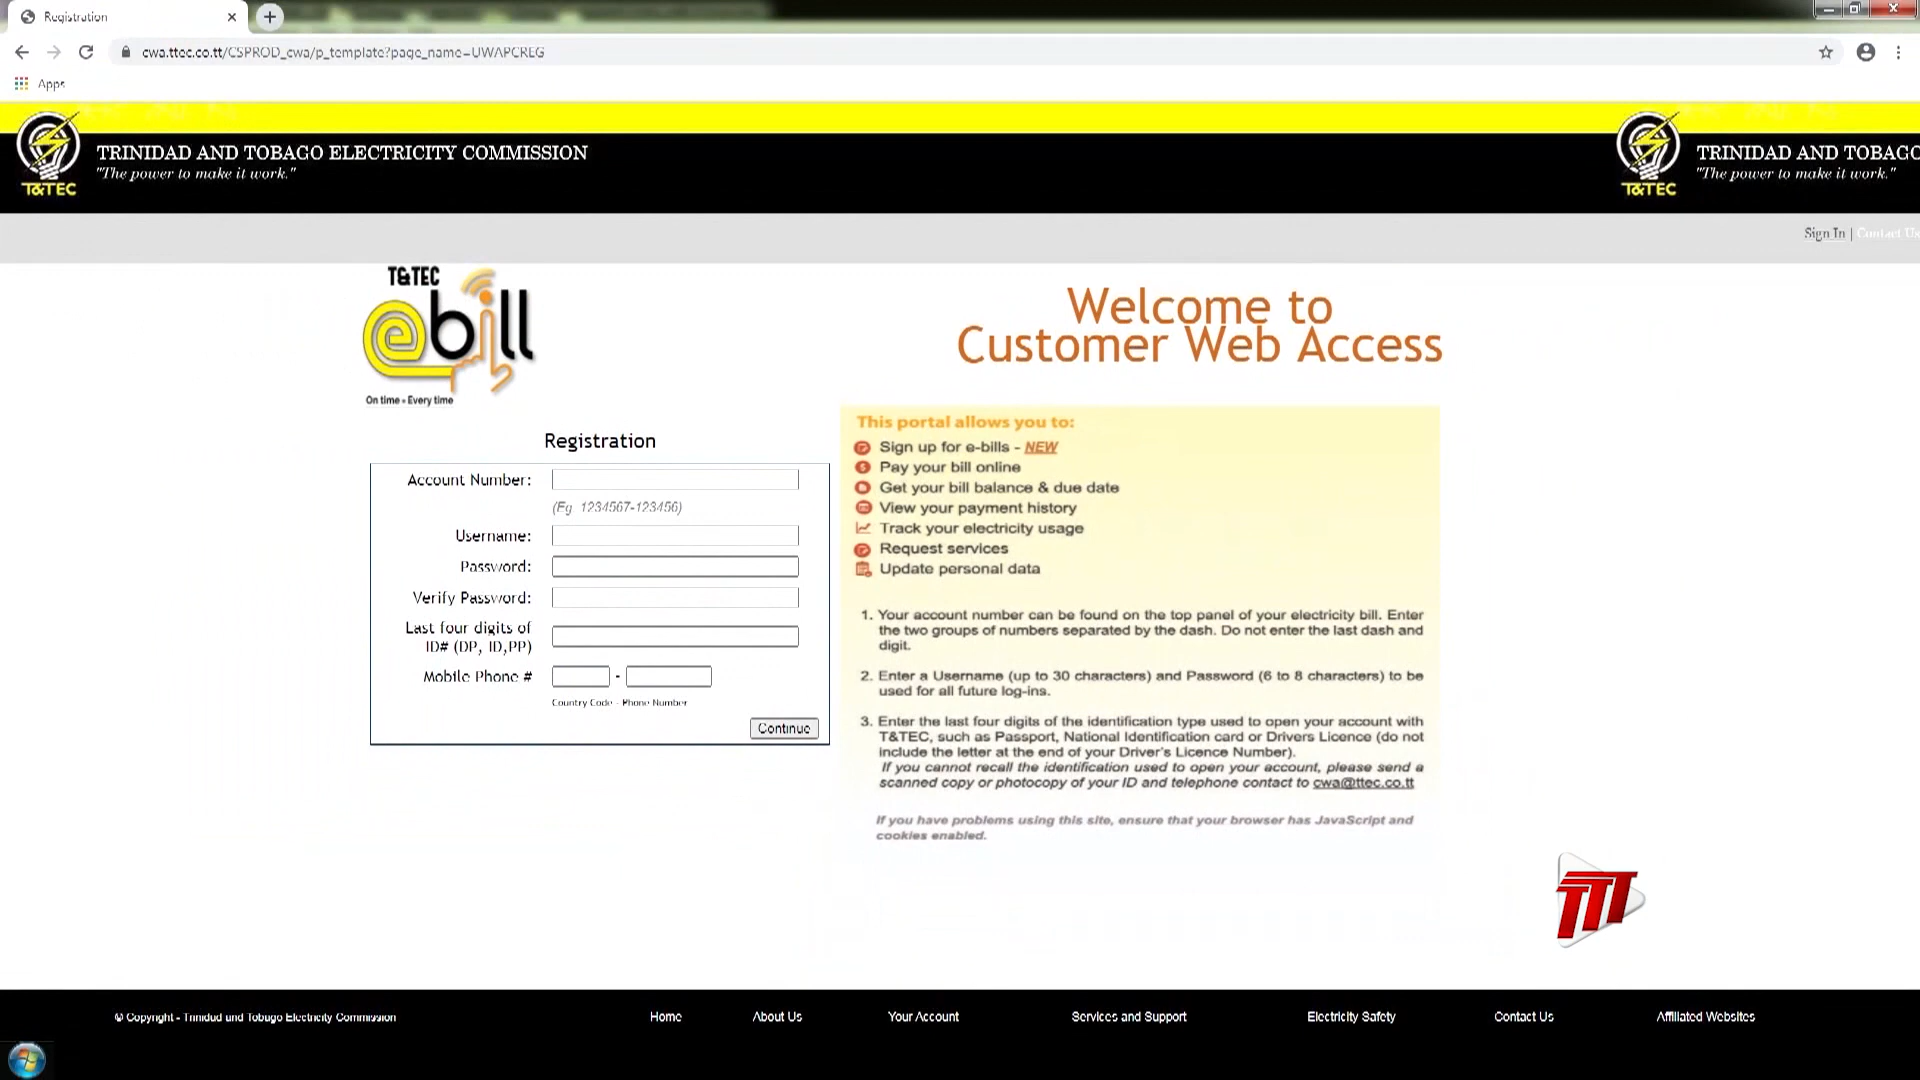 Registration
cwa.ttec.co.tt/CSPROD_cwa/p_template?page_name=UWAPCREG
Apps
TRINIDAD AND TOBAGO ELECTRICITY COMMISSION
"The power to make it work."
T&TEC
TRINIDAD AND TOBAGO
"The power to make it work."
T&TEC
Sign In | Contact Us
T&TEC
ebill
On time - Every time
Welcome to
Customer Web Access
Registration
Account Number:
(Eg. 1234567-123456)
Username:
Password:
Verify Password:
Last four digits of
ID# (DP, ID,PP)
Mobile Phone #
-
Country Code - Phone Number
Continue
This portal allows you to:
Sign up for e-bills - NEW
Pay your bill online
Get your bill balance & due date
View your payment history
Track your electricity usage
Request services
Update personal data
1. Your account number can be found on the top panel of your electricity bill. Enter
the two groups of numbers separated by the dash. Do not enter the last dash and
digit.
2. Enter a Username (up to 30 characters) and Password (6 to 8 characters) to be
used for all future log-ins.
3. Enter the last four digits of the identification type used to open your account with
T&TEC, such as Passport, National Identification card or Drivers Licence (do not
include the letter at the end of your Driver's Licence Number).
If you cannot recall the identification used to open your account, please send a
scanned copy or photocopy of your ID and telephone contact to cwa@ttec.co.tt
If you have problems using this site, ensure that your browser has JavaScript and
cookies enabled.
TTT
© Copyright - Trinidad and Tobago Electricity Commission
Home
About Us
Your Account
Services and Support
Electricity Safety
Contact Us
Affiliated Websites